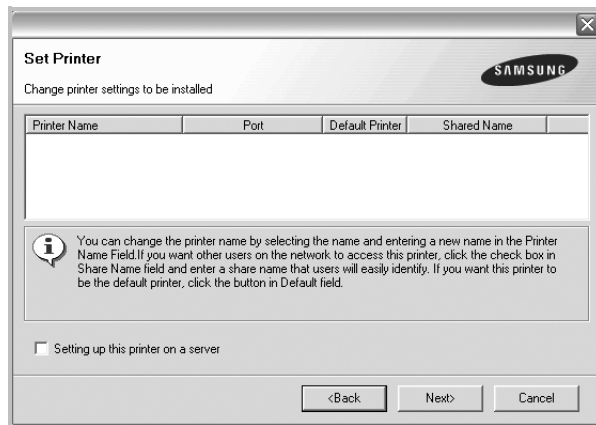 Set Printer
SAMSUNG
Change printer settings to be installed
Printer Name Port Default Printer Shared Name
You can change the printer name by selecting the name and entering a new name in the Printer
Name Field.If you want other users on the network to access this printer, click the check box in
Share Name field and enter a share name that users will easily identify. If you want this printer to
be the default printer, click the button in Default field.
Setting up this printer on a server
<Back Next> Cancel